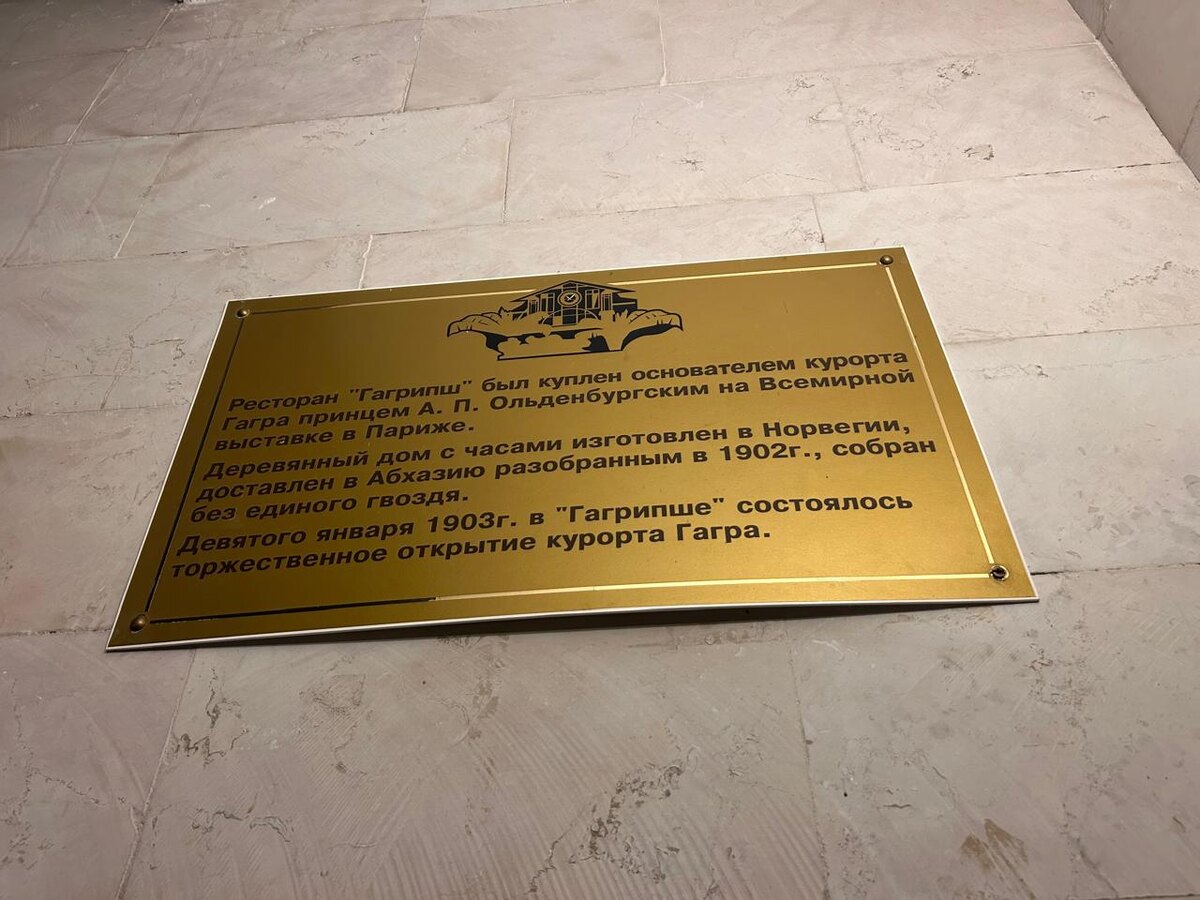 Ресторан "Гагрипш" был куплен основателем курорта
Гагра принцем А. П. Ольденбургским на Всемирной
выставке в Париже.
Деревянный дом с часами изготовлен в Норвегии,
доставлен в Абхазию разобранным в 1902г., собран
без единого гвоздя.
Девятого января 1903г. в "Гагрипше" состоялось
торжественное открытие курорта Гагра.